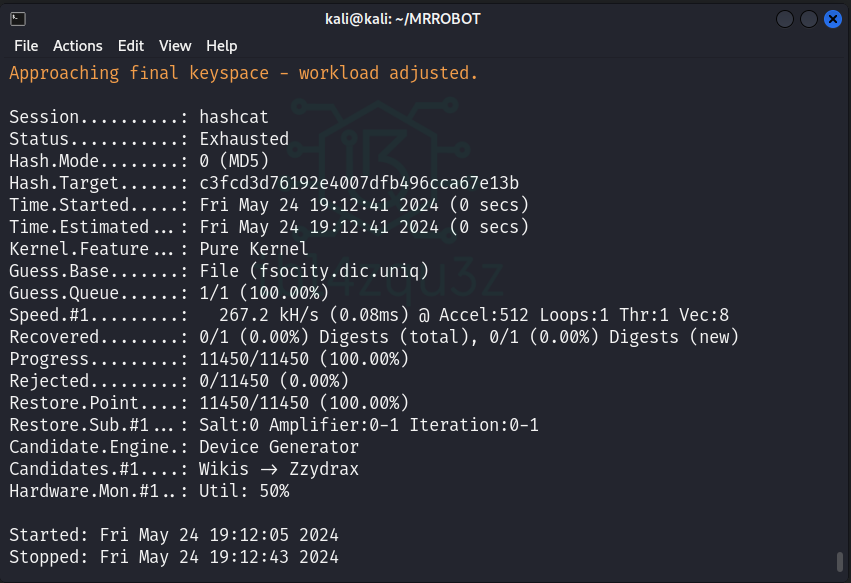 kali@kali: ~/MRROBOT
File Actions Edit View Help
Approaching final keyspace - workload adjusted.
Session..........: hashcat
Status...........: Exhausted
Hash.Mode........: 0 (MD5)
Hash.Target......: c3fcd3d76192e4007dfb496cca67e13b
Time.Started.....: Fri May 24 19:12:41 2024 (0 secs)
Time.Estimated...: Fri May 24 19:12:41 2024 (0 secs)
Kernel.Feature...: Pure Kernel
Guess.Base.......: File (fsocity.dic.uniq)
Guess.Queue......: 1/1 (100.00%)
Speed.#1.........:   267.2 kH/s (0.08ms) @ Accel:512 Loops:1 Thr:1 Vec:8
Recovered........: 0/1 (0.00%) Digests (total), 0/1 (0.00%) Digests (new)
Progress.........: 11450/11450 (100.00%)
Rejected.........: 0/11450 (0.00%)
Restore.Point....: 11450/11450 (100.00%)
Restore.Sub.#1...: Salt:0 Amplifier:0-1 Iteration:0-1
Candidate.Engine.: Device Generator
Candidates.#1....: Wikis -> Zzydrax
Hardware.Mon.#1..: Util: 50%
Started: Fri May 24 19:12:05 2024
Stopped: Fri May 24 19:12:43 2024